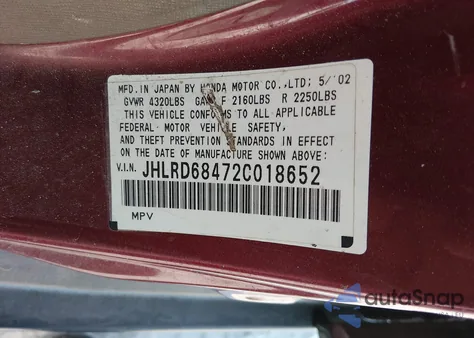 MFD. IN JAPAN BY HONDA MOTOR CO., LTD; 5/'02
GVWR 4320LBS GAWR F 2160LBS R 2250LBS
THIS VEHICLE CONFORMS TO ALL APPLICABLE
FEDERAL MOTOR VEHICLE SAFETY,
AND THEFT PREVENTION STANDARDS IN EFFECT
ON THE DATE OF MANUFACTURE SHOWN ABOVE:
V.I.N. JHLRD68472C018652
MPV
autoSnap